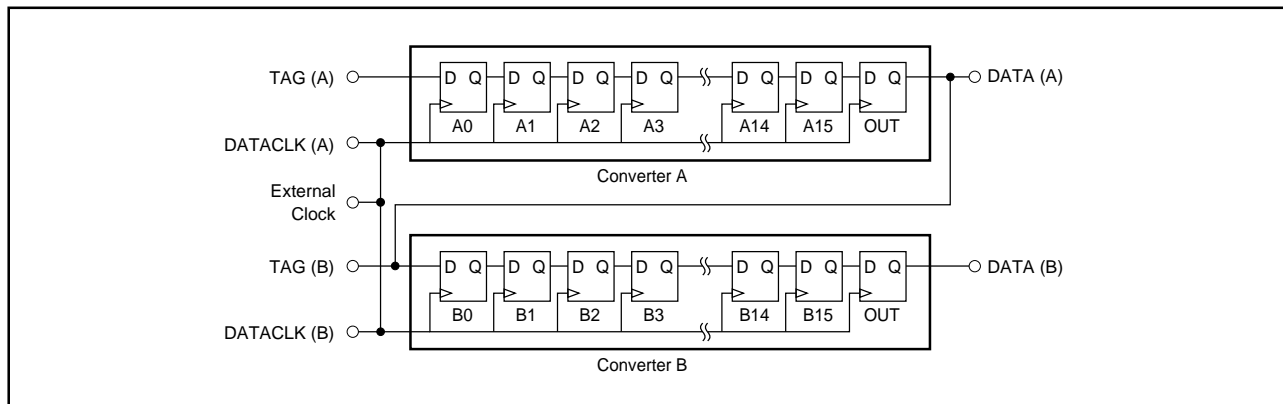 TAG (A)
D Q D Q D Q D Q D Q D Q D Q
DATA (A)
A0 A1 A2 A3 A14 A15 OUT
DATACLK (A)
Converter A
External
Clock
TAG (B)
D Q D Q D Q D Q D Q D Q D Q
DATA (B)
B0 B1 B2 B3 B14 B15 OUT
DATACLK (B)
Converter B